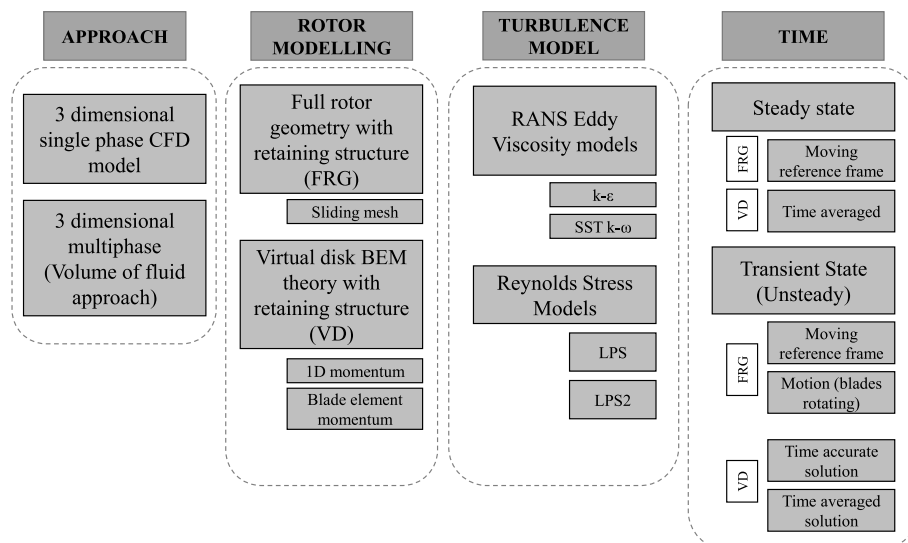 APPROACH
3 dimensional
single phase CFD
model
3 dimensional
multiphase
(Volume of fluid
approach)
ROTOR
MODELLING
Full rotor
geometry with
retaining structure
(FRG)
Sliding mesh
Virtual disk BEM
theory with
retaining structure
(VD)
1D momentum
Blade element
momentum
TURBULENCE
MODEL
RANS Eddy
Viscosity models
k-ε
SST k-ω
Reynolds Stress
Models
LPS
LPS2
TIME
Steady state
FRG
Moving
reference frame
VD
Time averaged
Transient State
(Unsteady)
FRG
Moving
reference frame
Motion (blades
rotating)
VD
Time accurate
solution
Time averaged
solution